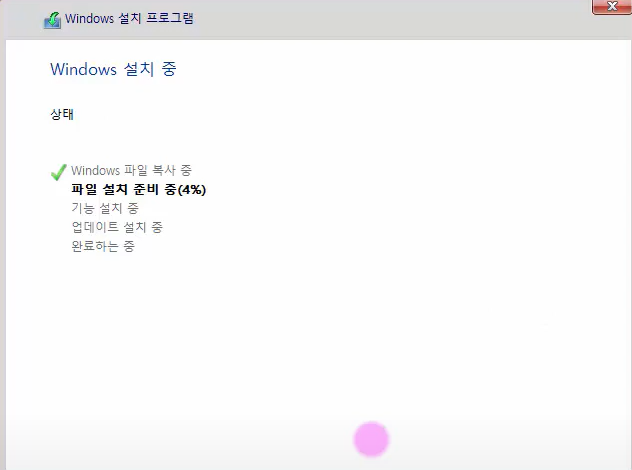 Windows 설치 프로그램
Windows 설치 중
상태
Windows 파일 복사 중
파일 설치 준비 중(4%)
기능 설치 중
업데이트 설치 중
완료하는 중